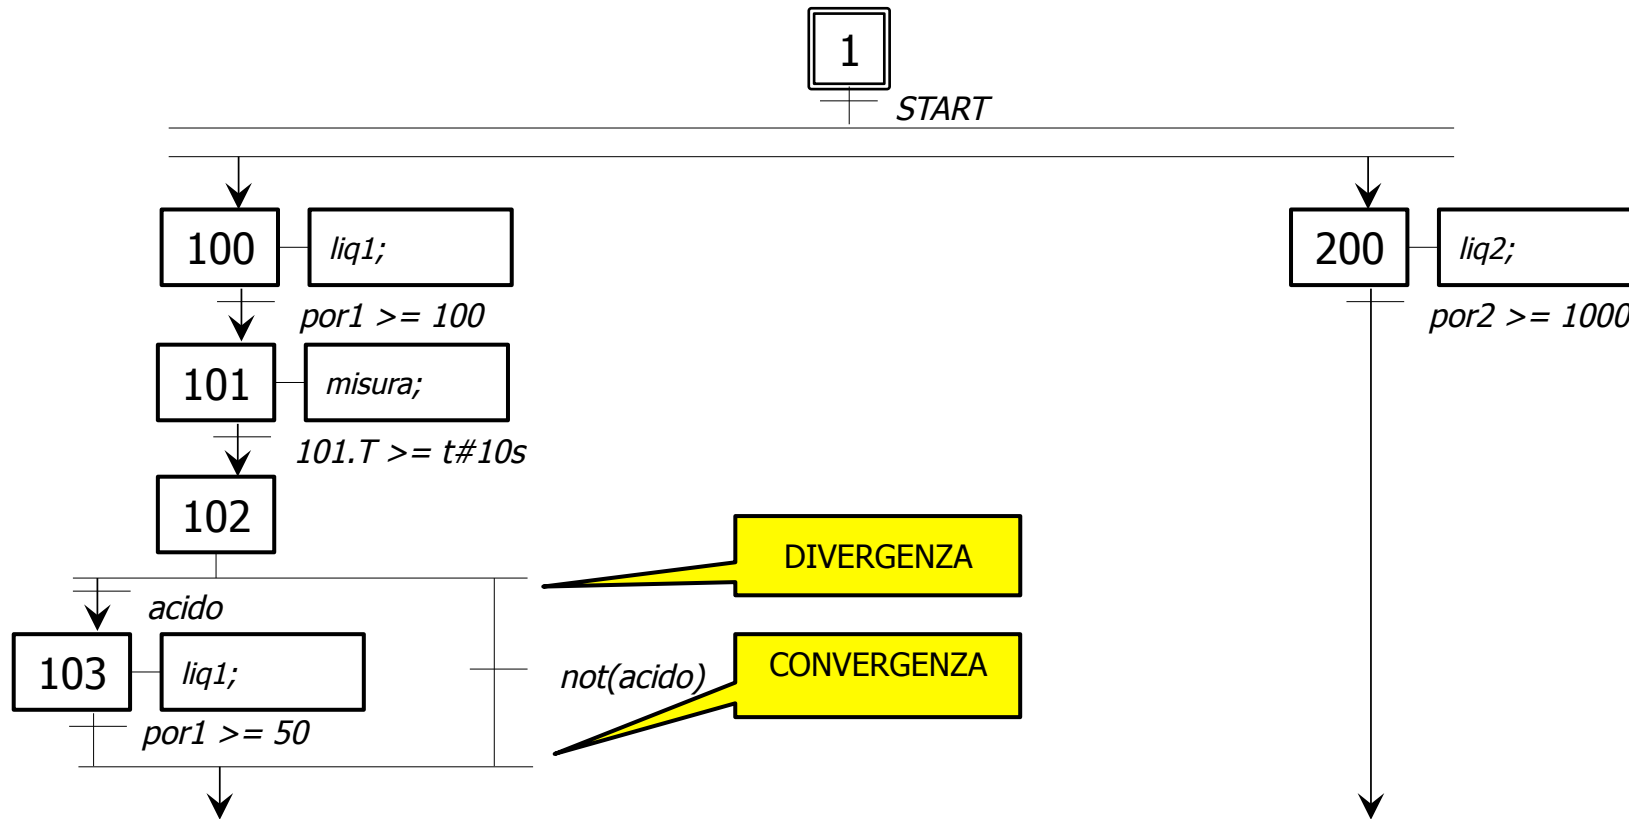 1
START
100
liq1;
200
liq2;
por1 >= 100
por2 >= 1000
101
misura;
101.T >= t#10s
102
DIVERGENZA
acido
103
liq1;
not(acido)
CONVERGENZA
por1 >= 50